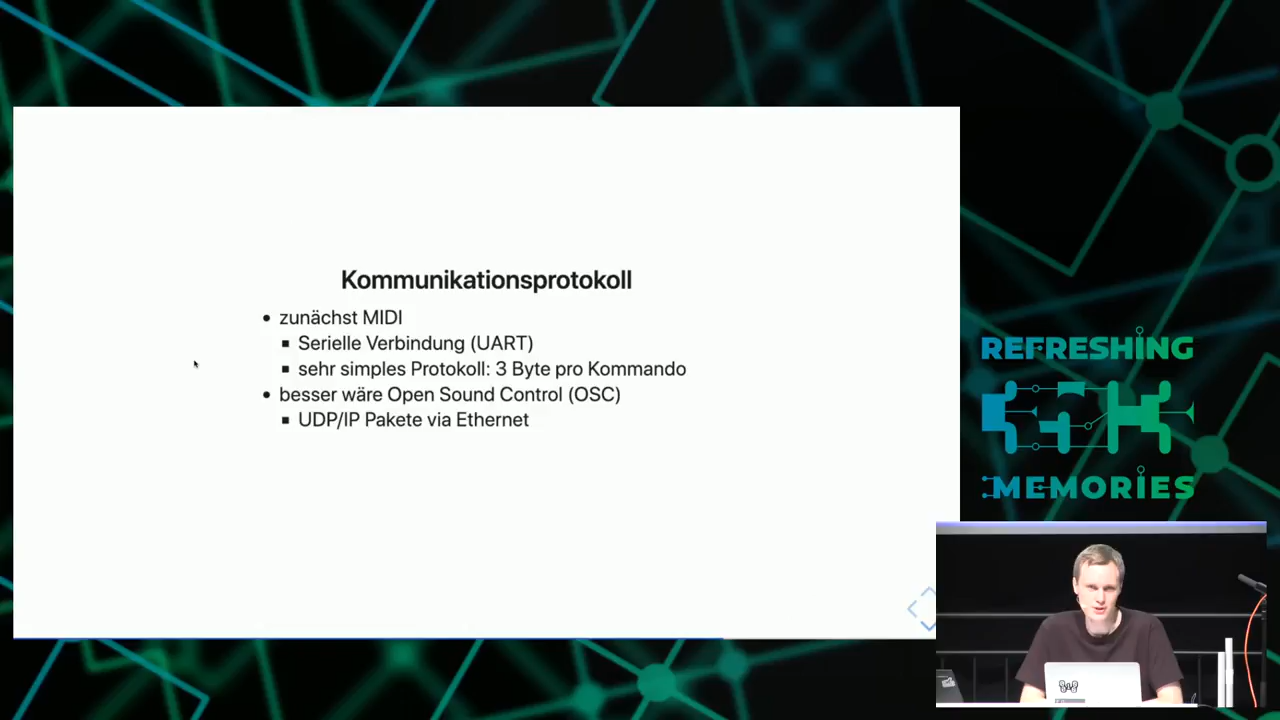 Kommunikationsprotokoll
• zunächst MIDI
▪ Serielle Verbindung (UART)
▪ sehr simples Protokoll: 3 Byte pro Kommando
• besser wäre Open Sound Control (OSC)
▪ UDP/IP Pakete via Ethernet
REFRESHING
MEMORIES